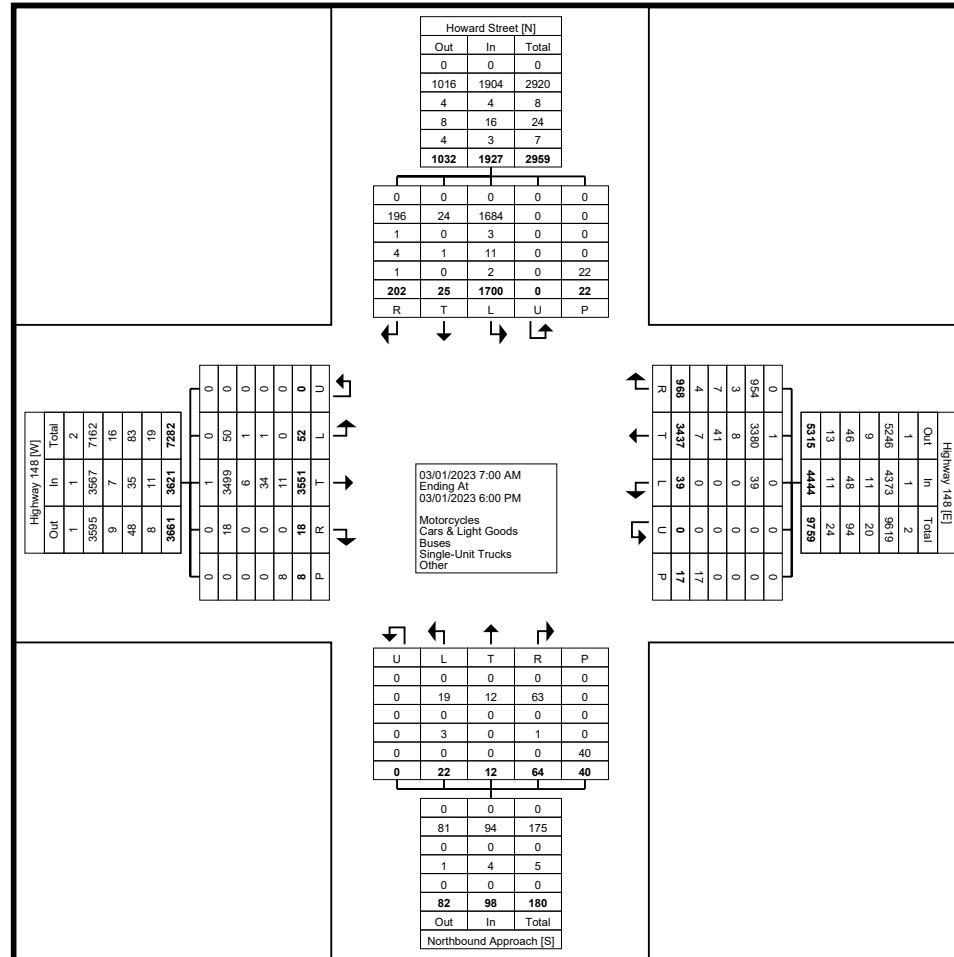 Howard Street [N]
Out In Total
0 0 0
1016 1904 2920
4 4 8
8 16 24
4 3 7
1032 1927 2959
0 0 0 0 0
196 24 1684 0 0
1 0 3 0 0
4 1 11 0 0
1 0 2 0 22
202 25 1700 0 22
R T L U P
Highway 148 [W]
Out In Total
1 1 2
3595 3567 7162
9 7 16
48 35 83
8 11 19
3661 3621 7282
0 0 1 0 0
0 18 3499 50 0
0 0 6 1 0
0 0 34 1 0
8 0 11 0 0
8 18 3551 52 0
P R T L U
03/01/2023 7:00 AM
Ending At
03/01/2023 6:00 PM
Motorcycles
Cars & Light Goods
Buses
Single-Unit Trucks
Other
Highway 148 [E]
Out In Total
1 1 2
5246 4373 9619
9 11 20
46 48 94
13 11 24
5315 4444 9759
0 1 0 0 0
954 3380 39 0 0
3 8 0 0 0
7 41 0 0 0
4 7 0 0 17
968 3437 39 0 17
R T L U P
U L T R P
0 0 0 0 0
0 19 12 63 0
0 0 0 0 0
0 3 0 1 0
0 0 0 0 40
0 22 12 64 40
0 0 0
81 94 175
0 0 0
1 4 5
0 0 0
82 98 180
Out In Total
Northbound Approach [S]